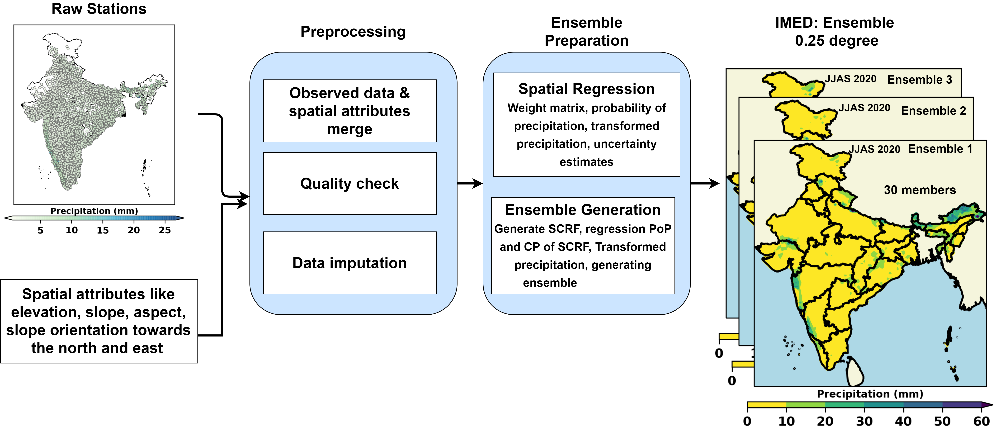 Raw Stations
Precipitation (mm)
5 10 15 20 25
Spatial attributes like
elevation, slope, aspect,
slope orientation towards
the north and east
Preprocessing
Observed data &
spatial attributes
merge
Quality check
Data imputation
Ensemble
Preparation
Spatial Regression
Weight matrix, probability of
precipitation, transformed
precipitation, uncertainty
estimates
Ensemble Generation
Generate SCRF, regression PoP
and CP of SCRF, Transformed
precipitation, generating
ensemble
IMED: Ensemble
0.25 degree
JJAS 2020 Ensemble 3
JJAS 2020 Ensemble 2
JJAS 2020 Ensemble 1
30 members
0
0
Precipitation (mm)
0 10 20 30 40 50 60